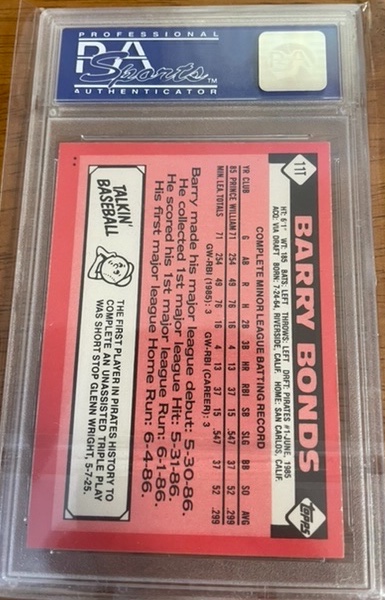 PROFESSIONAL
PSA
Sports™
AUTHENTICATOR
11T
BARRY BONDS
TOPPS
HT: 6'1" WT: 185 BATS: LEFT THROWS: LEFT DRFT: PIRATES #1-JUNE, 1985
ACQ: VIA DRAFT BORN: 7-24-64, RIVERSIDE, CALIF. HOME: SAN CARLOS, CALIF.
COMPLETE MINOR LEAGUE BATTING RECORD
YR CLUB G AB R H 2B 3B HR RBI SB SLG BB SO AVG
85 PRINCE WILLIAM 71 254 49 76 16 4 13 37 15 .547 37 52 .299
MIN. LEA. TOTALS 71 254 49 76 16 4 13 37 15 .547 37 52 .299
GW-RBI (1985): 3 GW-RBI (CAREER): 3
Barry made his major league debut: 5-30-86.
He collected 1st major league Hit: 5-31-86.
He scored his 1st major league Run: 6-1-86.
His first major league Home Run: 6-4-86.
TALKIN'
BASEBALL
THE FIRST PLAYER IN PIRATES HISTORY TO
COMPLETE AN UNASSISTED TRIPLE PLAY
WAS SHORT STOP GLENN WRIGHT, 5-7-25.
**